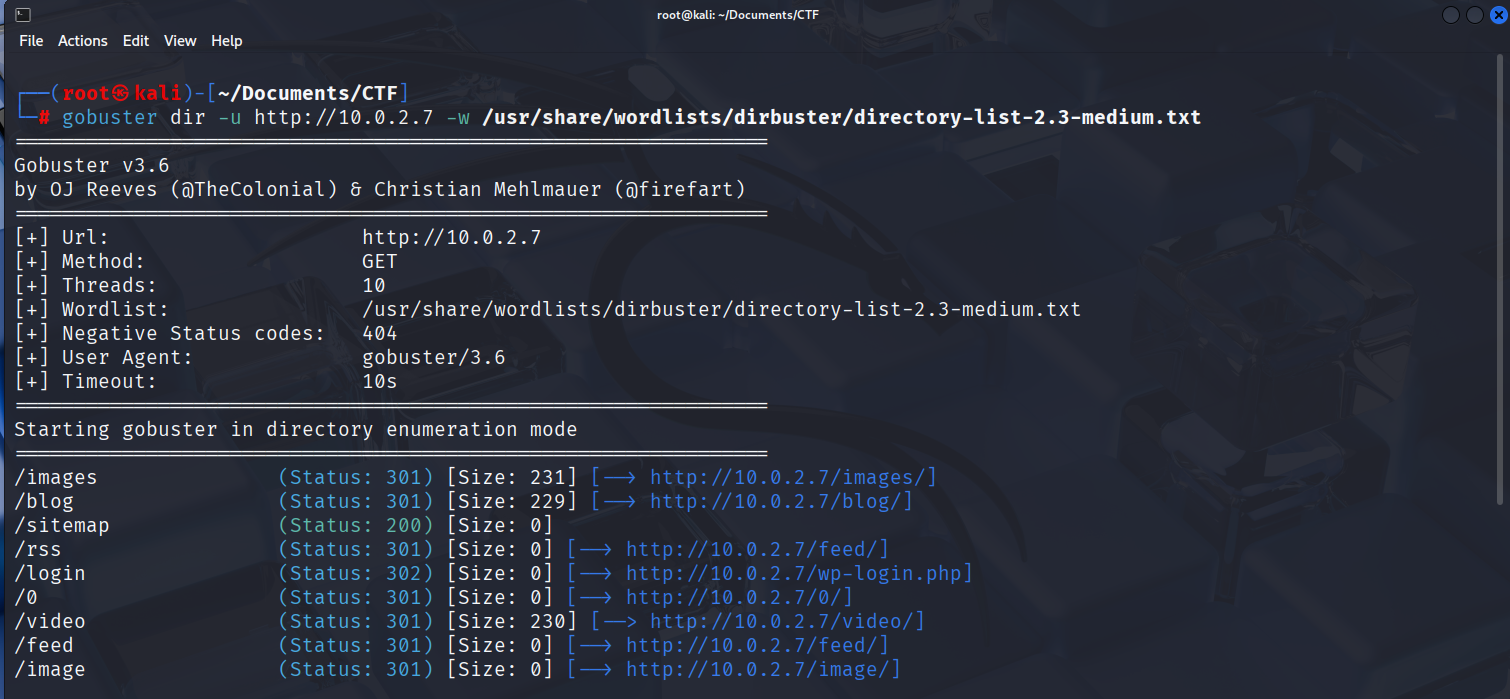 root@kali: ~/Documents/CTF
File Actions Edit View Help
┌──(root㉿kali)-[~/Documents/CTF]
└─# gobuster dir -u http://10.0.2.7 -w /usr/share/wordlists/dirbuster/directory-list-2.3-medium.txt
===============================================================
Gobuster v3.6
by OJ Reeves (@TheColonial) & Christian Mehlmauer (@firefart)
===============================================================
[+] Url:                     http://10.0.2.7
[+] Method:                  GET
[+] Threads:                 10
[+] Wordlist:                /usr/share/wordlists/dirbuster/directory-list-2.3-medium.txt
[+] Negative Status codes:   404
[+] User Agent:              gobuster/3.6
[+] Timeout:                 10s
===============================================================
Starting gobuster in directory enumeration mode
===============================================================
/images               (Status: 301) [Size: 231] [--> http://10.0.2.7/images/]
/blog                 (Status: 301) [Size: 229] [--> http://10.0.2.7/blog/]
/sitemap              (Status: 200) [Size: 0]
/rss                  (Status: 301) [Size: 0] [--> http://10.0.2.7/feed/]
/login                (Status: 302) [Size: 0] [--> http://10.0.2.7/wp-login.php]
/0                    (Status: 301) [Size: 0] [--> http://10.0.2.7/0/]
/video                (Status: 301) [Size: 230] [--> http://10.0.2.7/video/]
/feed                 (Status: 301) [Size: 0] [--> http://10.0.2.7/feed/]
/image                (Status: 301) [Size: 0] [--> http://10.0.2.7/image/]